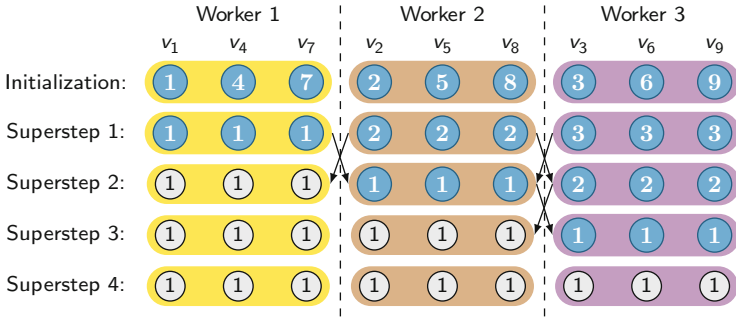 Worker 1 Worker 2 Worker 3
v1 v4 v7 v2 v5 v8 v3 v6 v9
Initialization: 1 4 7 2 5 8 3 6 9
Superstep 1: 1 1 1 2 2 2 3 3 3
Superstep 2: 1 1 1 1 1 1 2 2 2
Superstep 3: 1 1 1 1 1 1 1 1 1
Superstep 4: 1 1 1 1 1 1 1 1 1